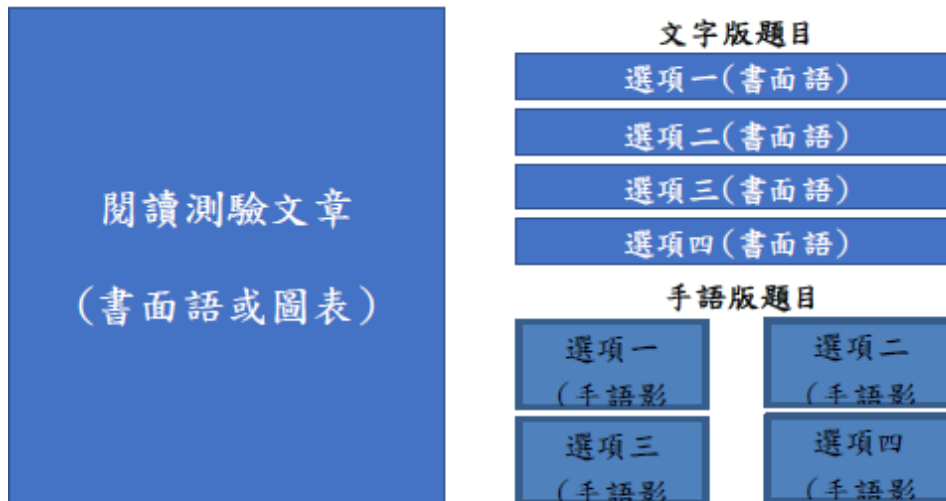 閱讀測驗文章
(書面語或圖表)
文字版題目
選項一(書面語)
選項二(書面語)
選項三(書面語)
選項四(書面語)
手語版題目
選項一
(手語影
選項二
(手語影
選項三
(手語影
選項四
(手語影